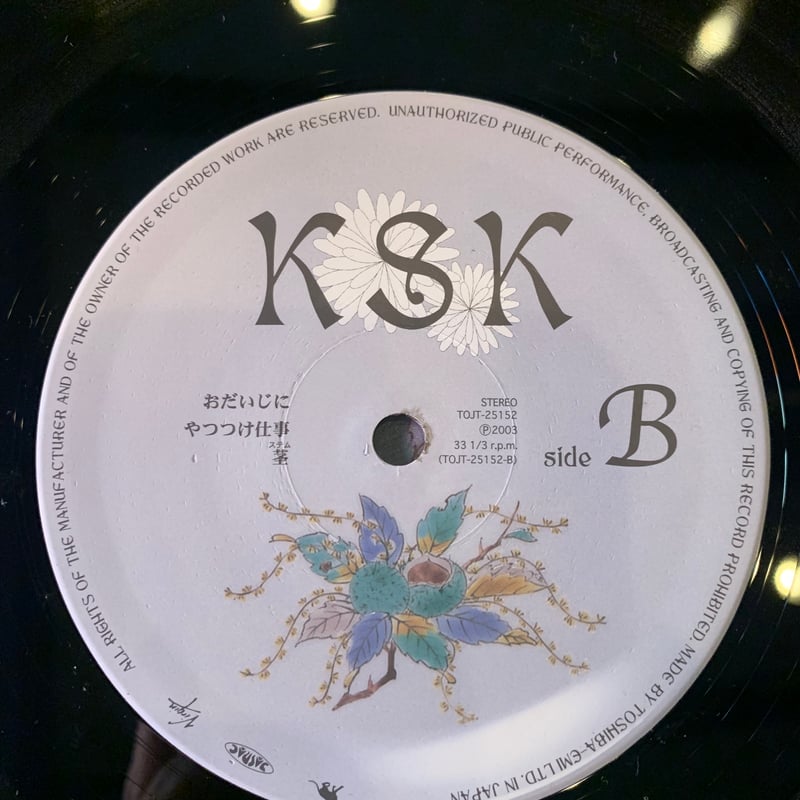 ALL RIGHTS OF THE MANUFACTURER AND OF THE OWNER OF THE RECORDED WORK ARE RESERVED. UNAUTHORIZED PUBLIC PERFORMANCE, BROADCASTING AND COPYING OF THIS RECORD PROHIBITED. MADE BY TOSHIBA-EMI LTD. IN JAPAN
KSK
おだいじに
やつつけ仕事
ステム
茎
STEREO
TOJT-25152
Ⓟ2003
33 1/3 r.p.m.
(TOJT-25152-B)
side B
Virgin
JASRAC